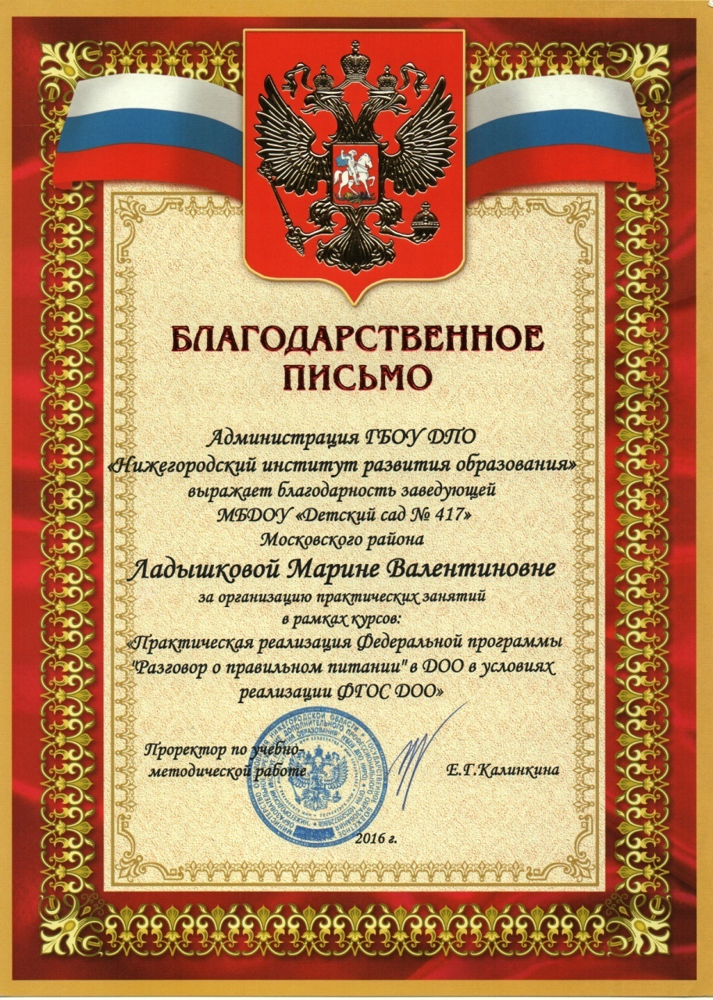 БЛАГОДАРСТВЕННОЕ
ПИСЬМО
Администрация ГБОУ ДПО
«Нижегородский институт развития образования»
выражает благодарность заведующей
МБДОУ «Детский сад № 417»
Московского района
Ладышковой Марине Валентиновне
за организацию практических занятий
в рамках курсов:
«Практическая реализация Федеральной программы
"Разговор о правильном питании" в ДОО в условиях
реализации ФГОС ДОО»
Проректор по учебно-
методической работе
Е.Г.Калинкина
2016 г.